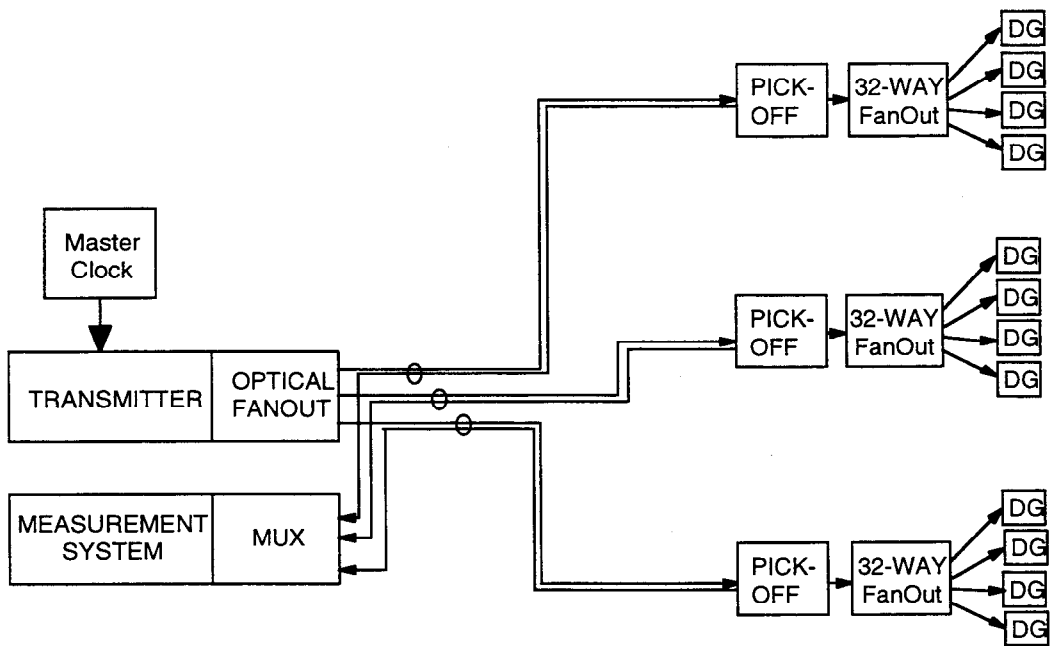 DG
DG
DG
DG
PICK-
OFF
32-WAY
FanOut
Master
Clock
DG
DG
DG
DG
PICK-
OFF
32-WAY
FanOut
TRANSMITTER
OPTICAL
FANOUT
MEASUREMENT
SYSTEM
MUX
DG
DG
DG
DG
PICK-
OFF
32-WAY
FanOut